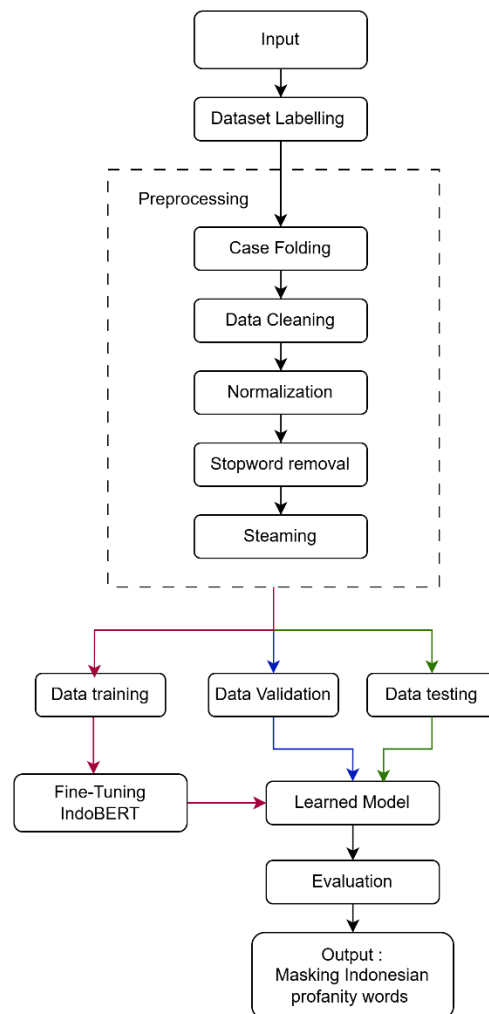 Input
Dataset Labelling
Preprocessing
Case Folding
Data Cleaning
Normalization
Stopword removal
Steaming
Data training
Data Validation
Data testing
Fine-Tuning
IndoBERT
Learned Model
Evaluation
Output :
Masking Indonesian
profanity words